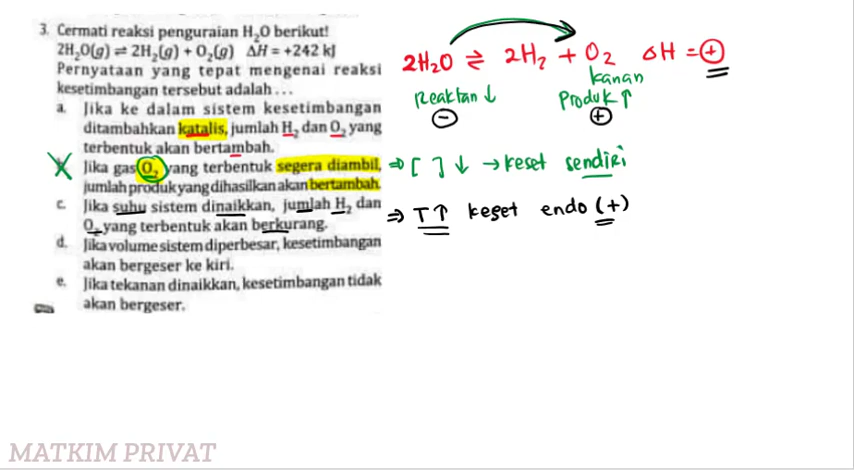 3. Cermati reaksi penguraian H₂O berikut!
2H₂O(g) ⇌ 2H₂(g) + O₂(g) ΔH = +242 kJ
Pernyataan yang tepat mengenai reaksi
kesetimbangan tersebut adalah . . .
a. Jika ke dalam sistem kesetimbangan
ditambahkan katalis, jumlah H₂ dan O₂ yang
terbentuk akan bertambah.
b. Jika gas O₂ yang terbentuk segera diambil,
jumlah produk yang dihasilkan akan bertambah.
c. Jika suhu sistem dinaikkan, jumlah H₂ dan
O₂ yang terbentuk akan berkurang.
d. Jika volume sistem diperbesar, kesetimbangan
akan bergeser ke kiri.
e. Jika tekanan dinaikkan, kesetimbangan tidak
akan bergeser.
2H₂O ⇌ 2H₂ + O₂ ΔH = +
kanan
Reaktan ↓ Produk ↑
− +
⇒ [ ] ↓ → keset sendiri
⇒ T↑ keset endo (+)
MATKIM PRIVAT